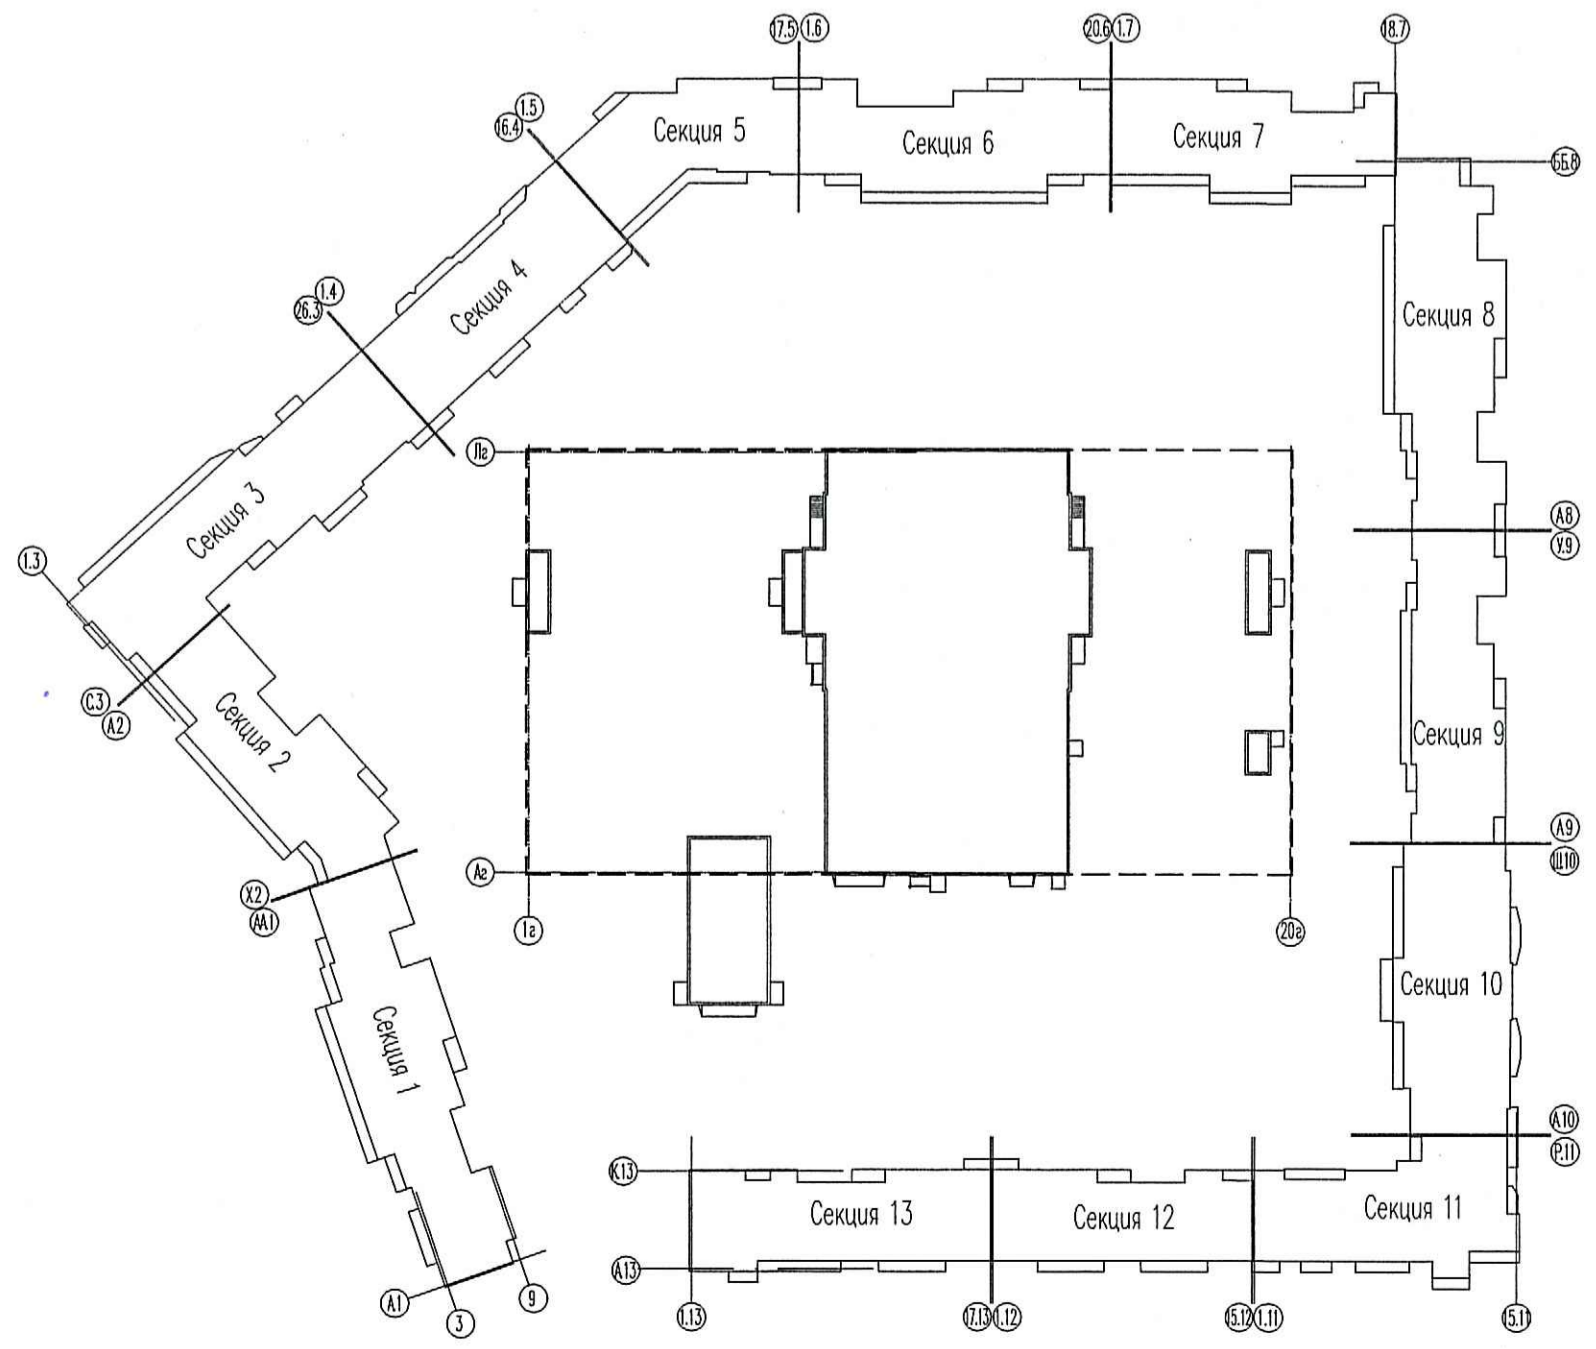 17.5 1.6
20.6 1.7
18.7
1.5
16.4
Секция 5
Секция 6
Секция 7
ББ.8
1.4
26.3
Секция 4
Секция 8
Лг
Секция 3
А8
У.9
1.3
С.3
А2
Секция 2
Секция 9
А9
Щ.10
Аг
Х2
АА1
1г
20г
Секция 10
Секция 1
А10
Р.11
К13
Секция 13
Секция 12
Секция 11
А13
А1
3
9
1.13
17.13 1.12
15.12 1.11
15.11